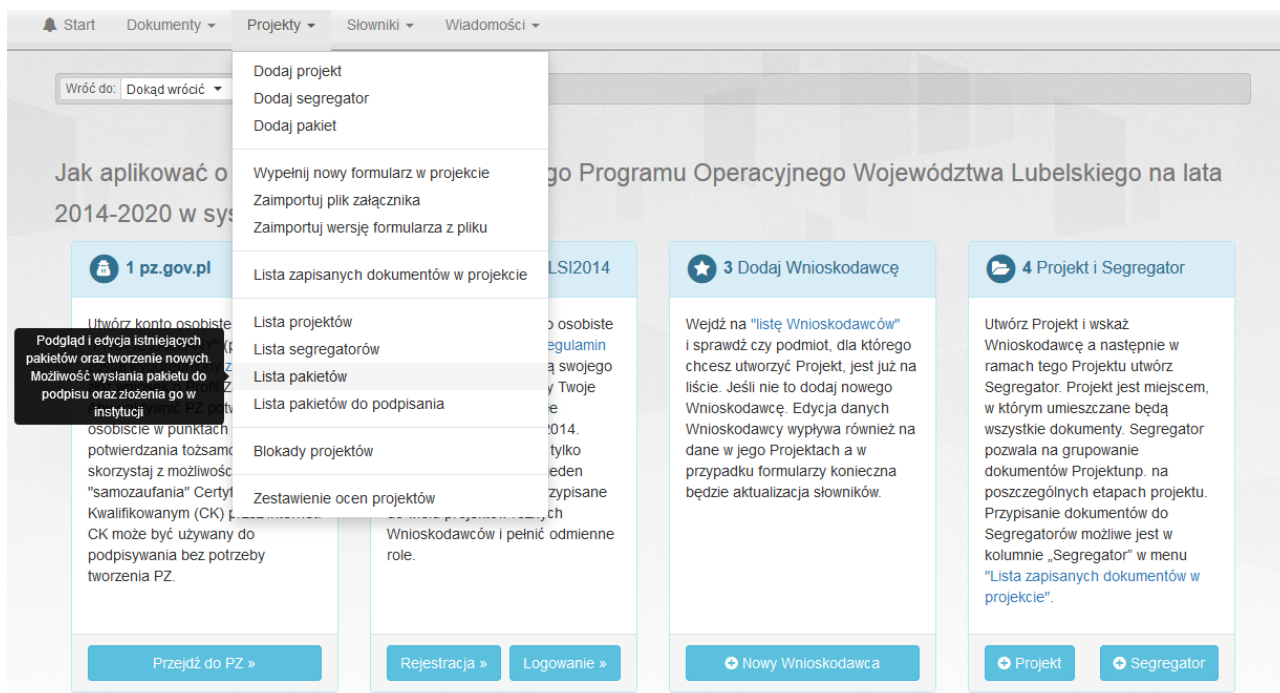 Start Dokumenty Projekty Słowniki Wiadomości
Wróć do: Dokąd wrócić
Dodaj projekt
Dodaj segregator
Dodaj pakiet
Wypełnij nowy formularz w projekcie
Zaimportuj plik załącznika
Zaimportuj wersję formularza z pliku
Lista zapisanych dokumentów w projekcie
Lista projektów
Lista segregatorów
Lista pakietów
Lista pakietów do podpisania
Blokady projektów
Zestawienie ocen projektów
Podgląd i edycja istniejących
pakietów oraz tworzenie nowych.
Możliwość wysłania pakietu do
podpisu oraz złożenia go w
instytucji
Jak aplikować o go Programu Operacyjnego Województwa Lubelskiego na lata
2014-2020 w sys
1 pz.gov.pl
Utwórz konto osobiste
osobiście w punktach
potwierdzania tożsamo
skorzystaj z możliwośc
"samozaufania" Certyf
Kwalifikowanym (CK)
CK może być używany do
podpisywania bez potrzeby
tworzenia PZ.
Przejdź do PZ »
LSI2014
o osobiste
egulamin
ą swojego
y Twoje
014.
tylko
eden
zypisane
Wnioskodawców i pełnić odmienne
role.
Rejestracja » Logowanie »
3 Dodaj Wnioskodawcę
Wejdź na "listę Wnioskodawców"
i sprawdź czy podmiot, dla którego
chcesz utworzyć Projekt, jest już na
liście. Jeśli nie to dodaj nowego
Wnioskodawcę. Edycja danych
Wnioskodawcy wypływa również na
dane w jego Projektach a w
przypadku formularzy konieczna
będzie aktualizacja słowników.
Nowy Wnioskodawca
4 Projekt i Segregator
Utwórz Projekt i wskaż
Wnioskodawcę a następnie w
ramach tego Projektu utwórz
Segregator. Projekt jest miejscem,
w którym umieszczane będą
wszystkie dokumenty. Segregator
pozwala na grupowanie
dokumentów Projektunp. na
poszczególnych etapach projektu.
Przypisanie dokumentów do
Segregatorów możliwe jest w
kolumnie „Segregator" w menu
"Lista zapisanych dokumentów w
projekcie".
Projekt Segregator